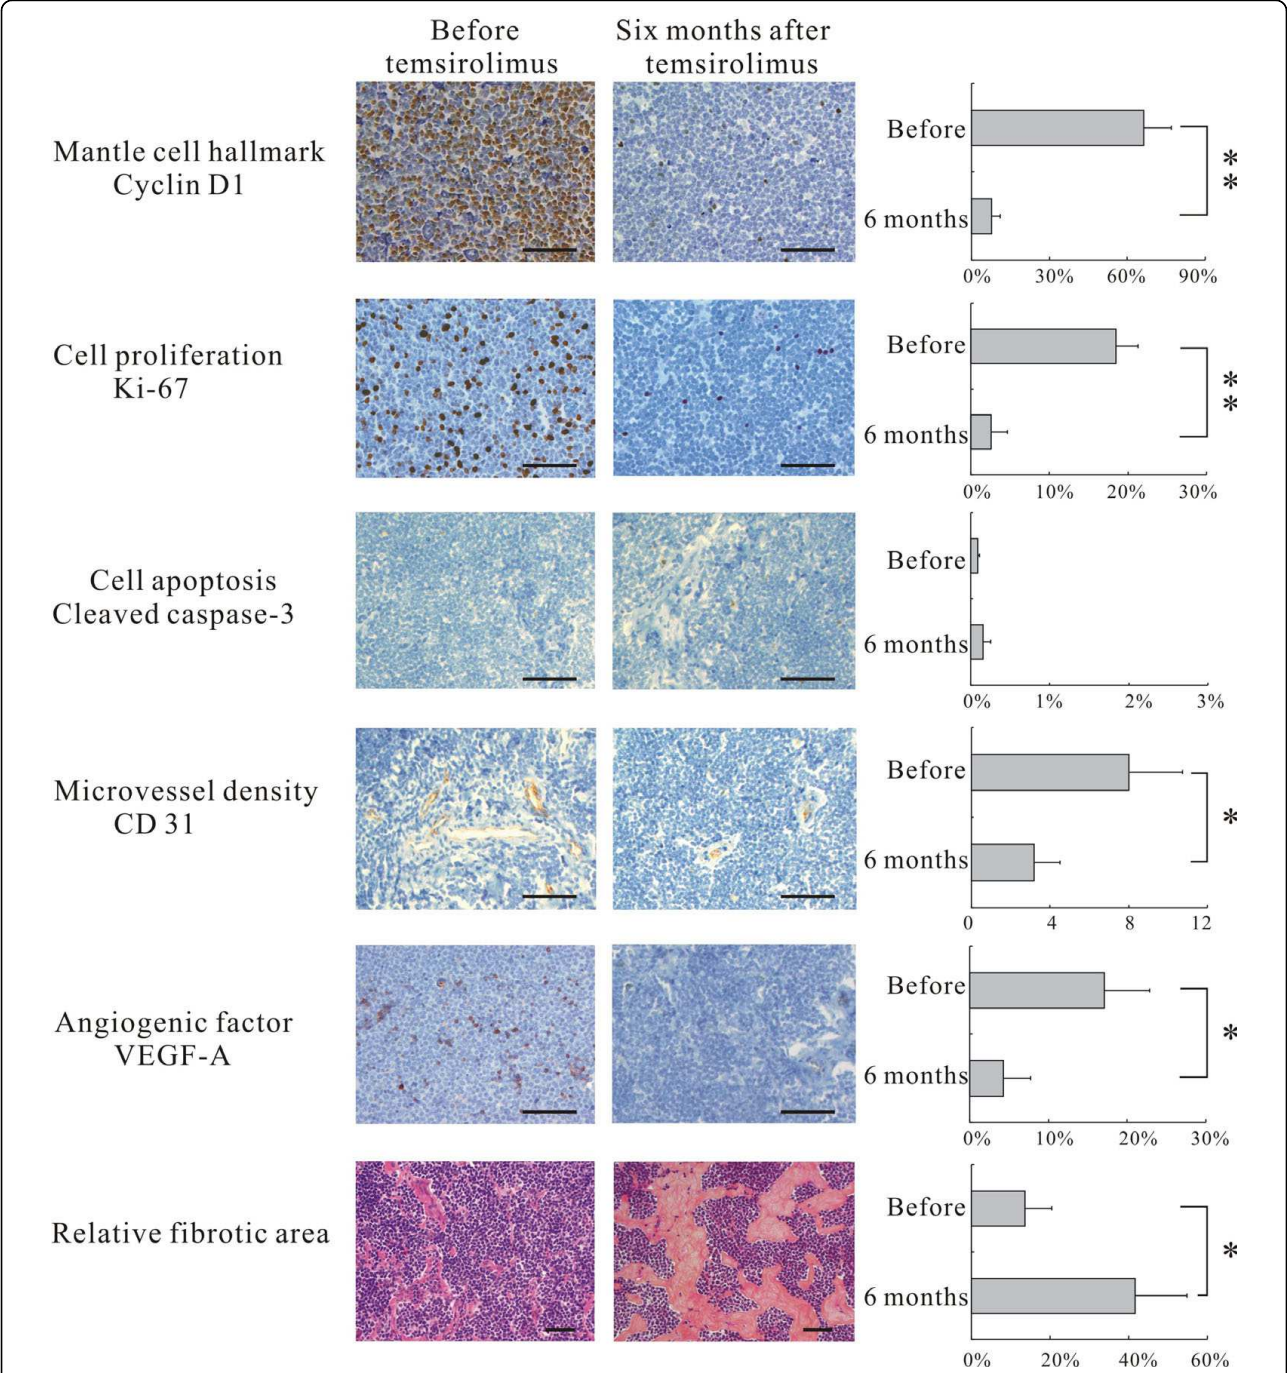 Before
temsirolimus
Six months after
temsirolimus
Mantle cell hallmark
Cyclin D1
Before
6 months
**
0% 30% 60% 90%
Cell proliferation
Ki-67
Before
6 months
**
0% 10% 20% 30%
Cell apoptosis
Cleaved caspase-3
Before
6 months
0% 1% 2% 3%
Microvessel density
CD 31
Before
6 months
*
0 4 8 12
Angiogenic factor
VEGF-A
Before
6 months
*
0% 10% 20% 30%
Relative fibrotic area
Before
6 months
*
0% 20% 40% 60%